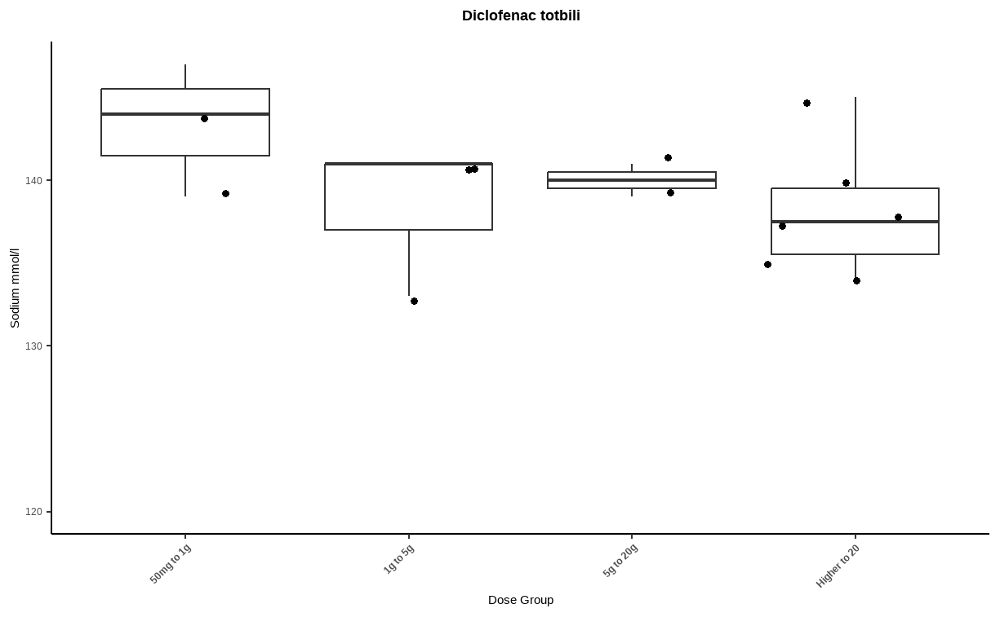 Diclofenac totbili
Sodium mmol/l
140
130
120
50mg to 1g
1g to 5g
5g to 20g
Higher to 20
Dose Group